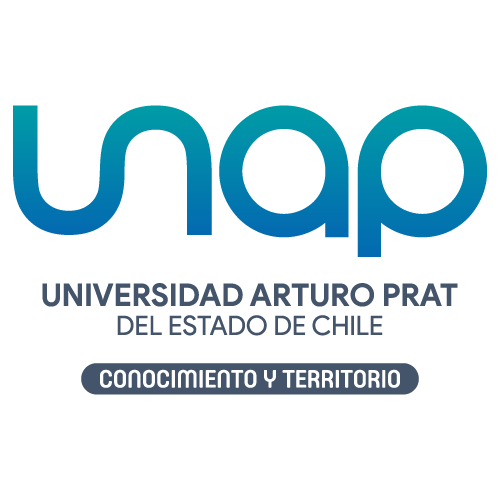 unap
UNIVERSIDAD ARTURO PRAT
DEL ESTADO DE CHILE
CONOCIMIENTO Y TERRITORIO